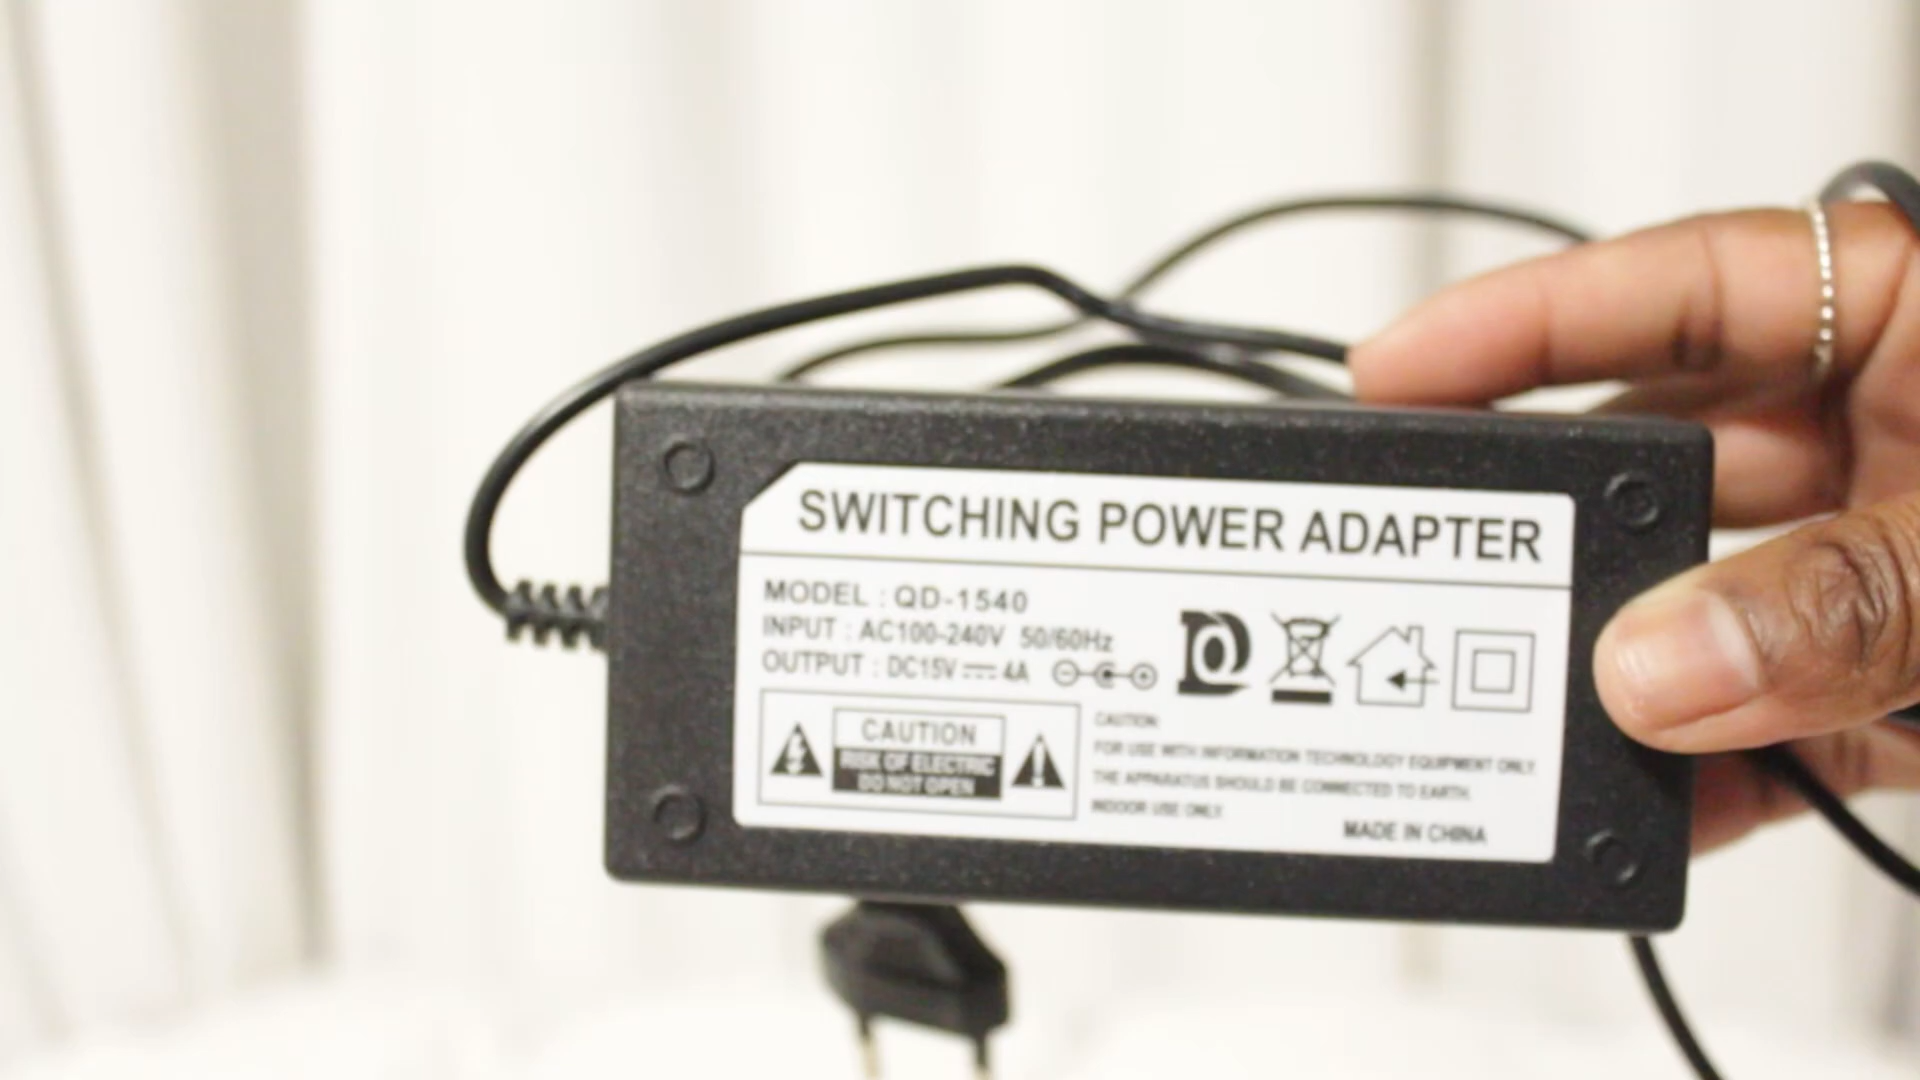 SWITCHING POWER ADAPTER
MODEL : QD-1540
INPUT : AC100-240V 50/60Hz
OUTPUT : DC15V ⎓ 4A
CAUTION
RISK OF ELECTRIC
DO NOT OPEN
CAUTION:
FOR USE WITH INFORMATION TECHNOLOGY EQUIPMENT ONLY.
THE APPARATUS SHOULD BE CONNECTED TO EARTH.
INDOOR USE ONLY.
MADE IN CHINA